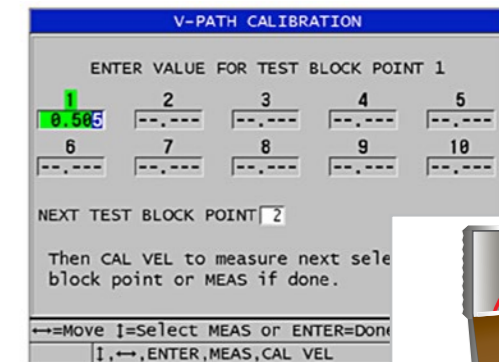 V-PATH CALIBRATION
ENTER VALUE FOR TEST BLOCK POINT 1
1 2 3 4 5
0.505 --.--- --.--- --.--- --.---
6 7 8 9 10
--.--- --.--- --.--- --.--- --.---
NEXT TEST BLOCK POINT 2
Then CAL VEL to measure next
block point or MEAS if done.
↔=Move ↕=Select MEAS or ENTER=Done
↕,↔,ENTER,MEAS,CAL VEL